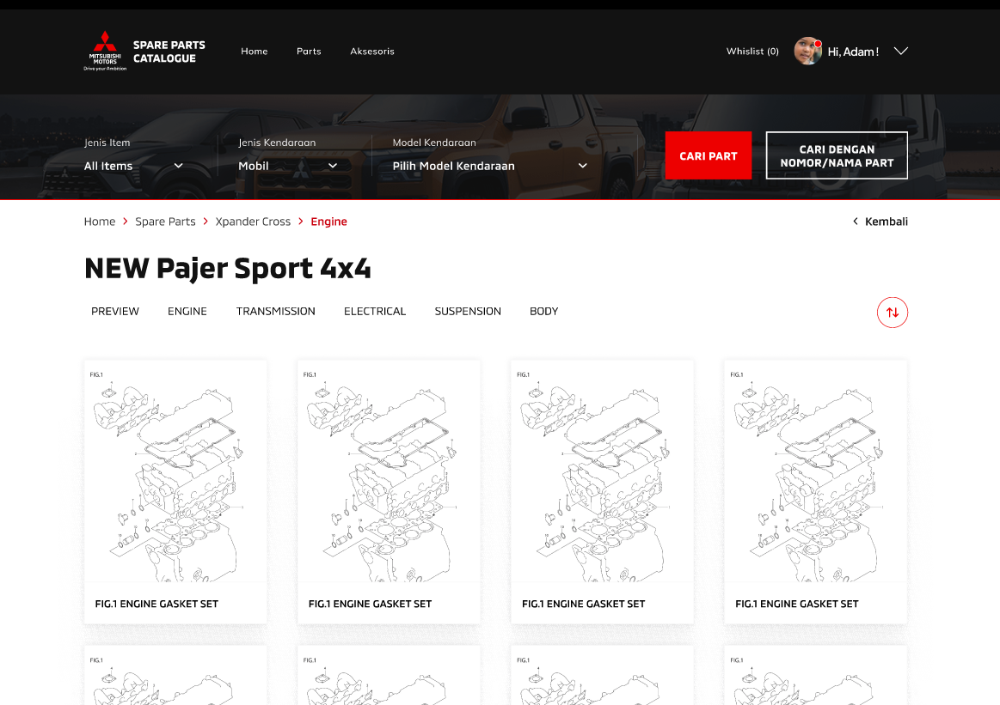 MITSUBISHI
MOTORS
Drive your Ambition
SPARE PARTS
CATALOGUE
Home
Parts
Aksesoris
Whislist (0)
Hi, Adam !
Jenis Item
All Items
Jenis Kendaraan
Mobil
Model Kendaraan
Pilih Model Kendaraan
CARI PART
CARI DENGAN
NOMOR/NAMA PART
Home > Spare Parts > Xpander Cross > Engine
Kembali
NEW Pajer Sport 4x4
PREVIEW
ENGINE
TRANSMISSION
ELECTRICAL
SUSPENSION
BODY
FIG.1
FIG.1
FIG.1
FIG.1
FIG.1 ENGINE GASKET SET
FIG.1 ENGINE GASKET SET
FIG.1 ENGINE GASKET SET
FIG.1 ENGINE GASKET SET
FIG.1
FIG.1
FIG.1
FIG.1